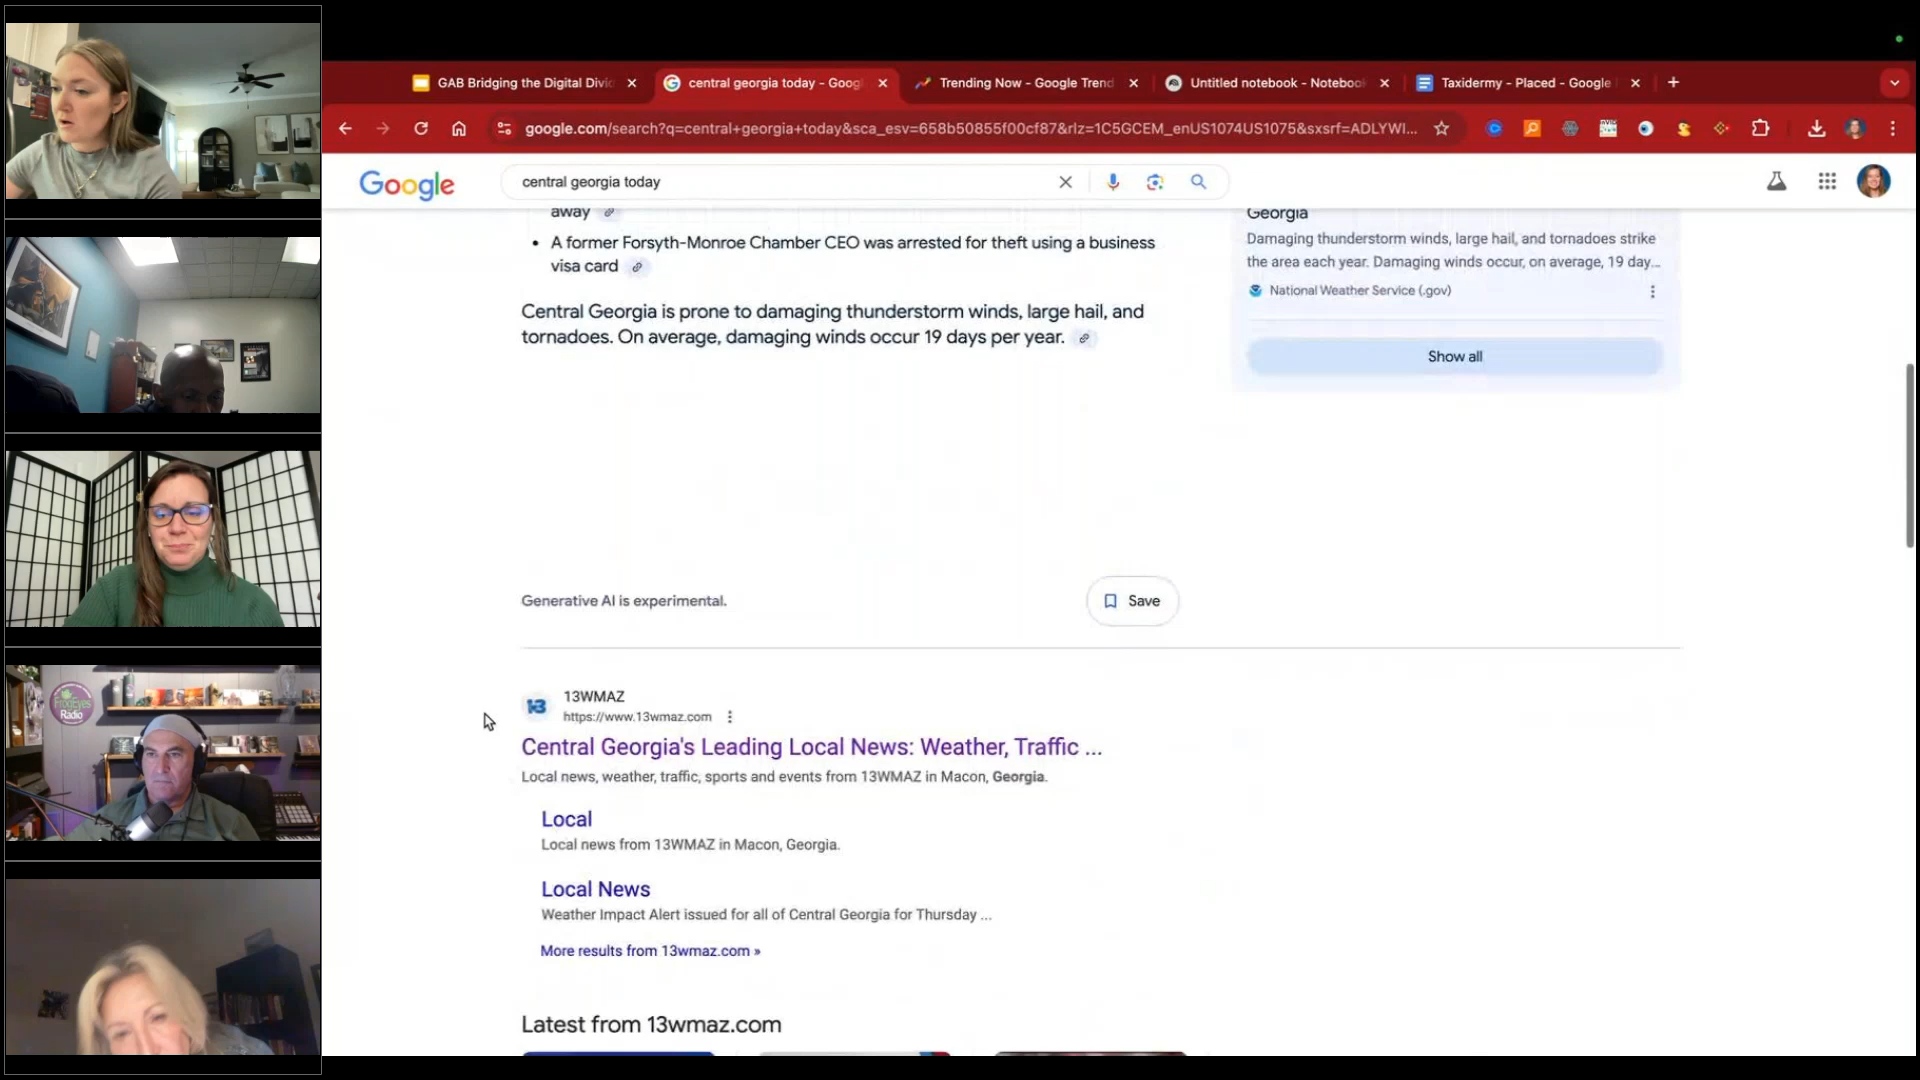 GAB Bridging the Digital Divid
central georgia today - Goog
Trending Now - Google Trend
Untitled notebook - Noteboo
Taxidermy - Placed - Google
google.com/search?q=central+georgia+today&sca_esv=658b50855f00cf87&rlz=1C5GCEM_enUS1074US1075&sxsrf=ADLYWI...
Google
central georgia today
away
• A former Forsyth-Monroe Chamber CEO was arrested for theft using a business
visa card
Central Georgia is prone to damaging thunderstorm winds, large hail, and
tornadoes. On average, damaging winds occur 19 days per year.
Georgia
Damaging thunderstorm winds, large hail, and tornadoes strike
the area each year. Damaging winds occur, on average, 19 day...
National Weather Service (.gov)
Show all
Generative AI is experimental.
Save
13
13WMAZ
https://www.13wmaz.com
Central Georgia's Leading Local News: Weather, Traffic ...
Local news, weather, traffic, sports and events from 13WMAZ in Macon, Georgia.
Local
Local news from 13WMAZ in Macon, Georgia.
Local News
Weather Impact Alert issued for all of Central Georgia for Thursday ...
More results from 13wmaz.com »
Latest from 13wmaz.com
Radio